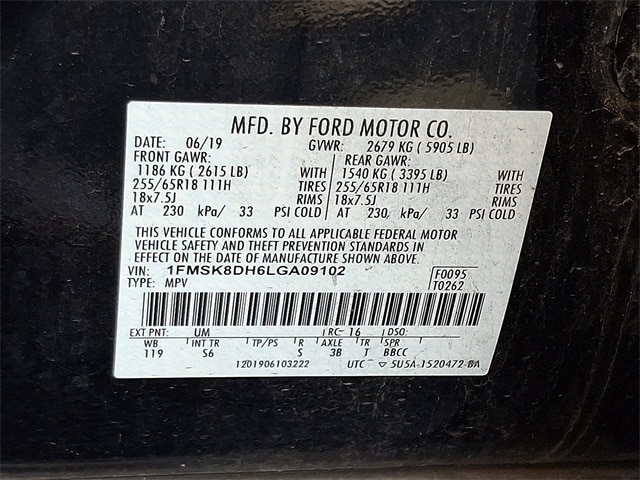 MFD. BY FORD MOTOR CO.
DATE: 06/19 GVWR: 2679 KG ( 5905 LB)
FRONT GAWR: REAR GAWR:
1186 KG ( 2615 LB) WITH 1540 KG ( 3395 LB) WITH
255/65R18 111H TIRES 255/65R18 111H TIRES
18x7.5J RIMS 18x7.5J RIMS
AT 230 kPa/ 33 PSI COLD AT 230 kPa/ 33 PSI COLD
THIS VEHICLE CONFORMS TO ALL APPLICABLE FEDERAL MOTOR
VEHICLE SAFETY AND THEFT PREVENTION STANDARDS IN
EFFECT ON THE DATE OF MANUFACTURE SHOWN ABOVE.
VIN: 1FMSK8DH6LGA09102 F0095
TYPE: MPV T0262
EXT PNT: UM RC: 16 DSO:
WB INT TR TP/PS R AXLE TR SPR
119 S6 S 3B T BBCC
1201906103222 UTC ▽ 5U5A-1520472-BA